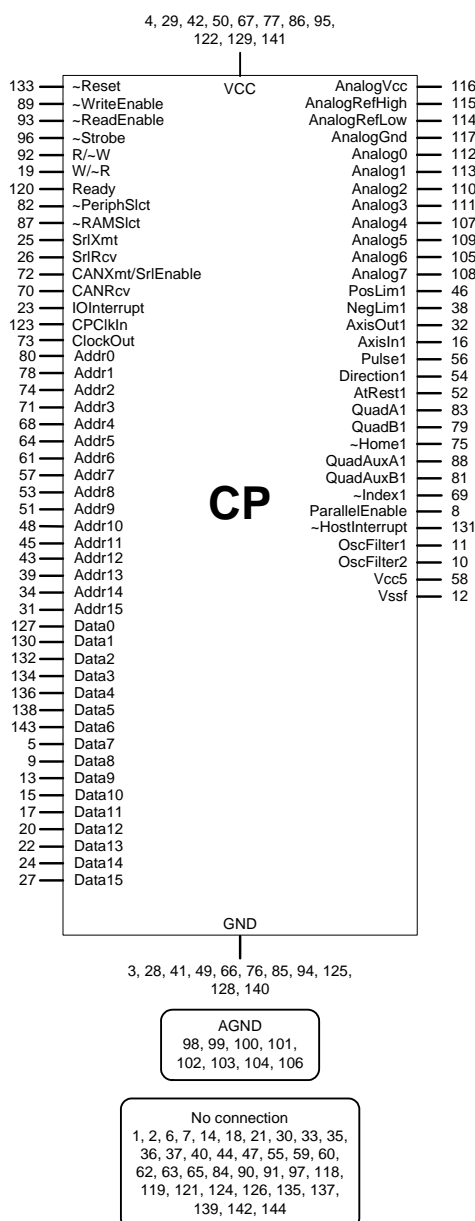 4, 29, 42, 50, 67, 77, 86, 95,
122, 129, 141
VCC
133 ~Reset
89 ~WriteEnable
93 ~ReadEnable
96 ~Strobe
92 R/~W
19 W/~R
120 Ready
82 ~PeriphSlct
87 ~RAMSlct
25 SrlXmt
26 SrlRcv
72 CANXmt/SrlEnable
70 CANRcv
23 IOInterrupt
123 CPClkIn
73 ClockOut
80 Addr0
78 Addr1
74 Addr2
71 Addr3
68 Addr4
64 Addr5
61 Addr6
57 Addr7
53 Addr8
51 Addr9
48 Addr10
45 Addr11
43 Addr12
39 Addr13
34 Addr14
31 Addr15
127 Data0
130 Data1
132 Data2
134 Data3
136 Data4
138 Data5
143 Data6
5 Data7
9 Data8
13 Data9
15 Data10
17 Data11
20 Data12
22 Data13
24 Data14
27 Data15
CP
AnalogVcc 116
AnalogRefHigh 115
AnalogRefLow 114
AnalogGnd 117
Analog0 112
Analog1 113
Analog2 110
Analog3 111
Analog4 107
Analog5 109
Analog6 105
Analog7 108
PosLim1 46
NegLim1 38
AxisOut1 32
AxisIn1 16
Pulse1 56
Direction1 54
AtRest1 52
QuadA1 83
QuadB1 79
~Home1 75
QuadAuxA1 88
QuadAuxB1 81
~Index1 69
ParallelEnable 8
~HostInterrupt 131
OscFilter1 11
OscFilter2 10
Vcc5 58
Vssf 12
GND
3, 28, 41, 49, 66, 76, 85, 94, 125,
128, 140
AGND
98, 99, 100, 101,
102, 103, 104, 106
No connection
1, 2, 6, 7, 14, 18, 21, 30, 33, 35,
36, 37, 40, 44, 47, 55, 59, 60,
62, 63, 65, 84, 90, 91, 97, 118,
119, 121, 124, 126, 135, 137,
139, 142, 144